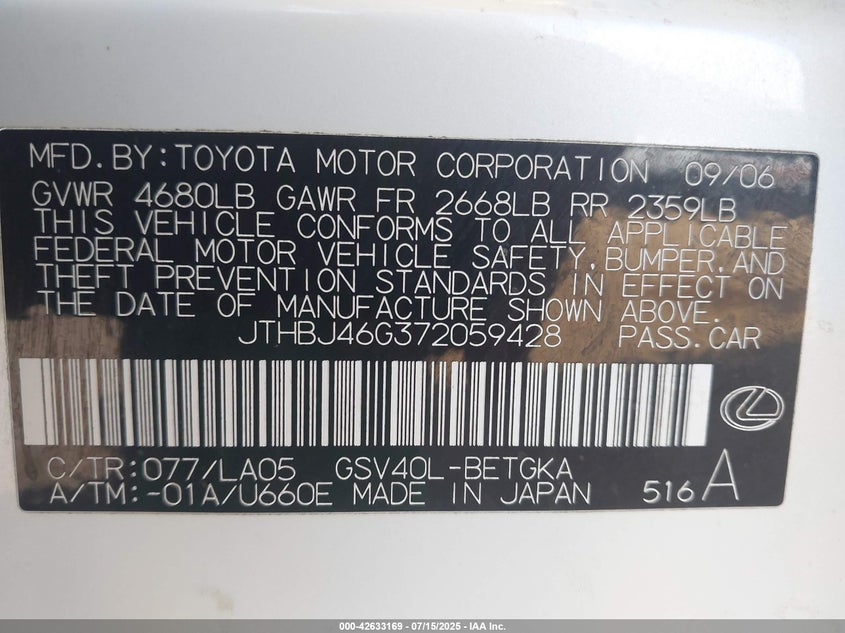 MFD.BY:TOYOTA MOTOR CORPORATION 09/06
GVWR 4680LB GAWR FR 2668LB RR 2359LB
THIS VEHICLE CONFORMS TO ALL APPLICABLE
FEDERAL MOTOR VEHICLE SAFETY,BUMPER,AND
THEFT PREVENTION STANDARDS IN EFFECT ON
THE DATE OF MANUFACTURE SHOWN ABOVE.
JTHBJ46G372059428 PASS.CAR
C/TR:077/LA05 GSV40L-BETGKA
A/TM:-01A/U660E MADE IN JAPAN 516A
000-42633169 - 07/15/2025 - IAA Inc.